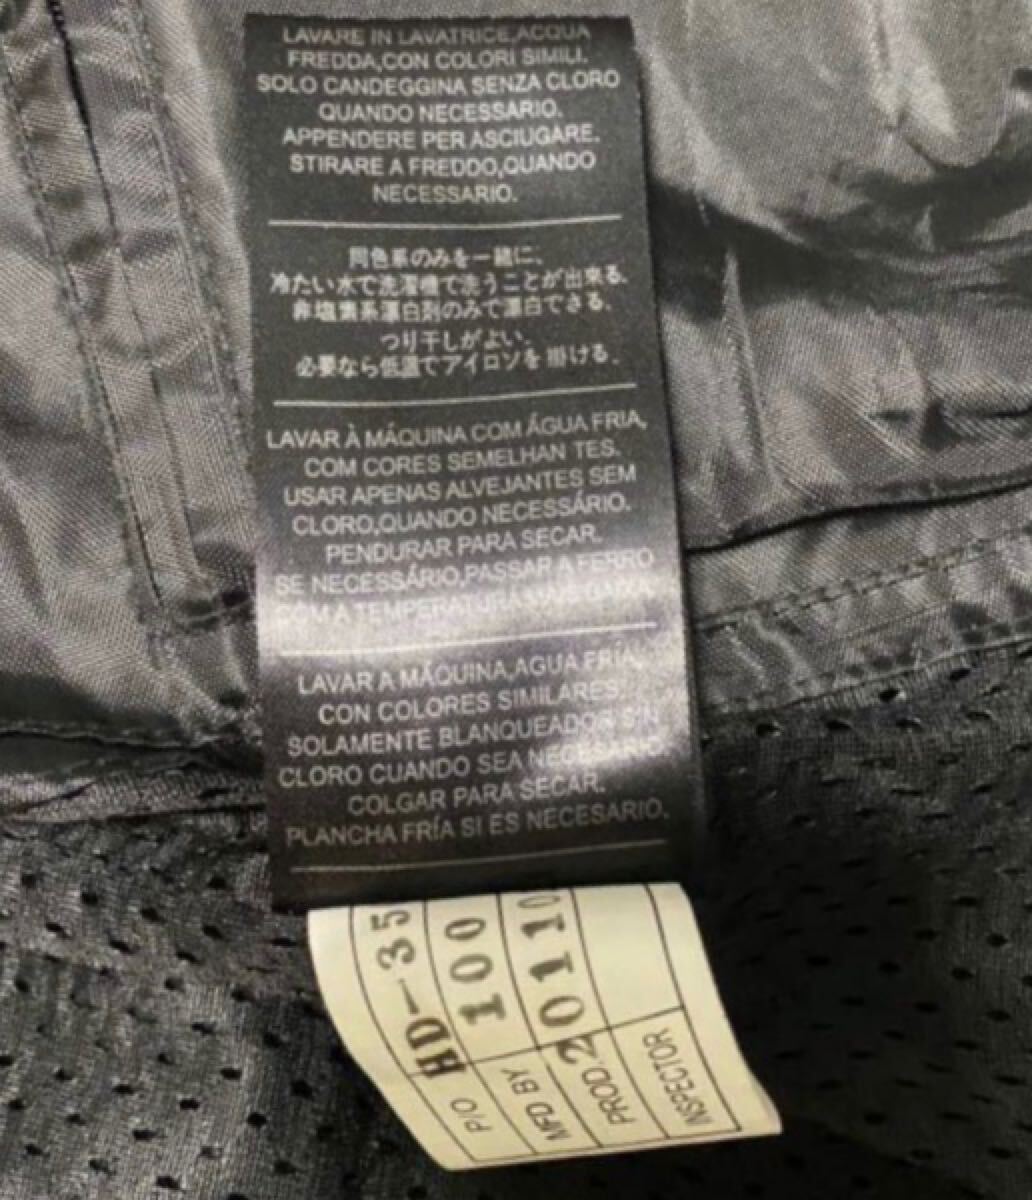 LAVARE IN LAVATRICE,ACQUA
FREDDA,CON COLORI SIMILI.
SOLO CANDEGGINA SENZA CLORO
QUANDO NECESSARIO.
APPENDERE PER ASCIUGARE.
STIRARE A FREDDO,QUANDO
NECESSARIO.
同色系のみを一緒に、
冷たい水で洗濯機で洗うことが出来る.
非塩素系漂白剤のみで漂白できる.
つり干しがよい.
必要なら低温でアイロンを掛ける.
LAVAR À MÁQUINA COM ÁGUA FRIA,
COM CORES SEMELHAN TES.
USAR APENAS ALVEJANTES SEM
CLORO,QUANDO NECESSÁRIO.
PENDURAR PARA SECAR.
SE NECESSÁRIO,PASSAR A FERRO
COM A TEMPERATURA MAIS BAIXA.
LAVAR A MÁQUINA,AGUA FRÍA,
CON COLORES SIMILARES.
SOLAMENTE BLANQUEADOR SIN
CLORO CUANDO SEA NECESARIO
COLGAR PARA SECAR.
PLANCHA FRÍA SI ES NECESARIO.
P/O HD-35
MFD BY 100
PROD. 2011
INSPECTOR